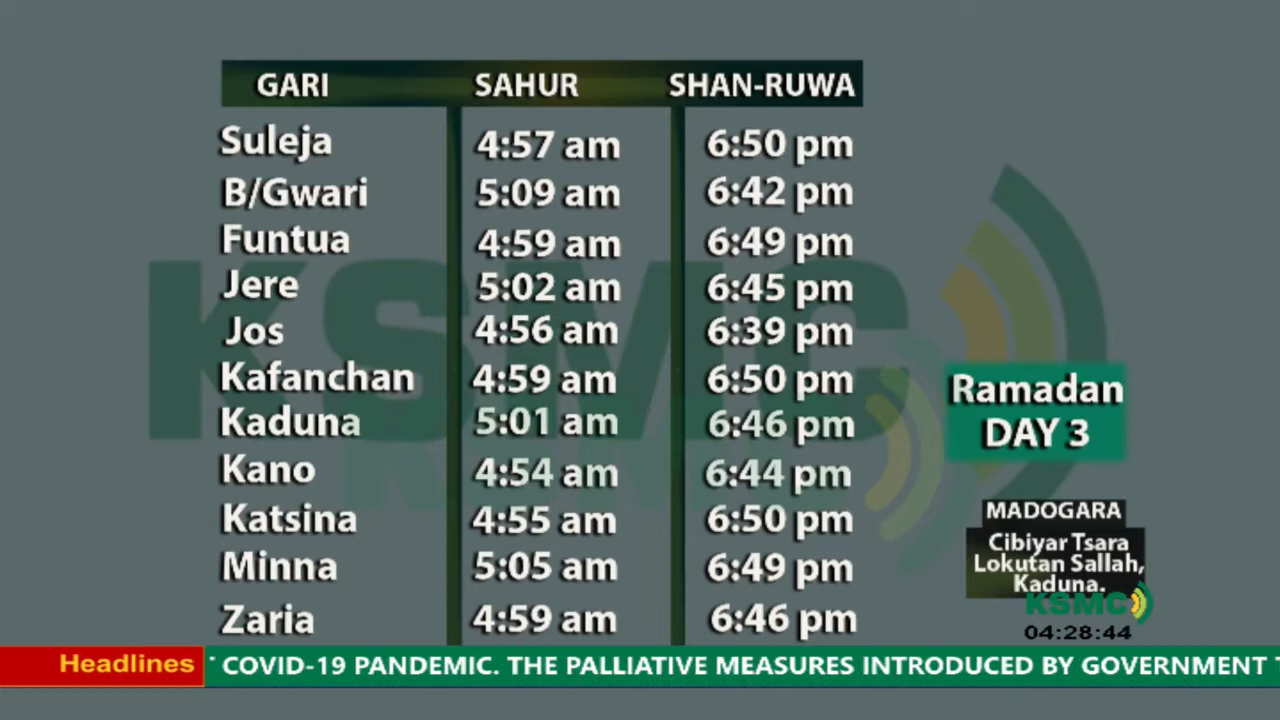 GARI SAHUR SHAN-RUWA
Suleja 4:57 am 6:50 pm
B/Gwari 5:09 am 6:42 pm
Funtua 4:59 am 6:49 pm
Jere 5:02 am 6:45 pm
Jos 4:56 am 6:39 pm
Kafanchan 4:59 am 6:50 pm
Kaduna 5:01 am 6:46 pm
Kano 4:54 am 6:44 pm
Katsina 4:55 am 6:50 pm
Minna 5:05 am 6:49 pm
Zaria 4:59 am 6:46 pm
KSMC
Ramadan
DAY 3
MADOGARA
Cibiyar Tsara
Lokutan Sallah,
Kaduna.
KSMC
04:28:44
Headlines COVID-19 PANDEMIC. THE PALLIATIVE MEASURES INTRODUCED BY GOVERNMENT